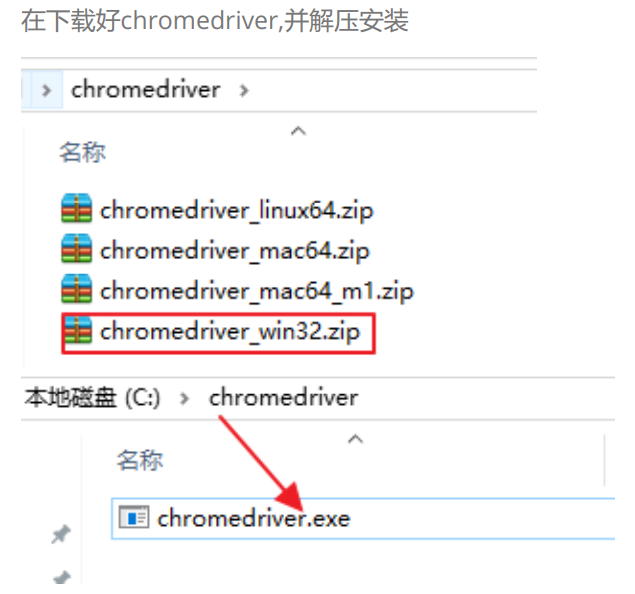 在下载好chromedriver,并解压安装
chromedriver
名称
chromedriver_linux64.zip
chromedriver_mac64.zip
chromedriver_mac64_m1.zip
chromedriver_win32.zip
本地磁盘 (C:) > chromedriver
名称
chromedriver.exe